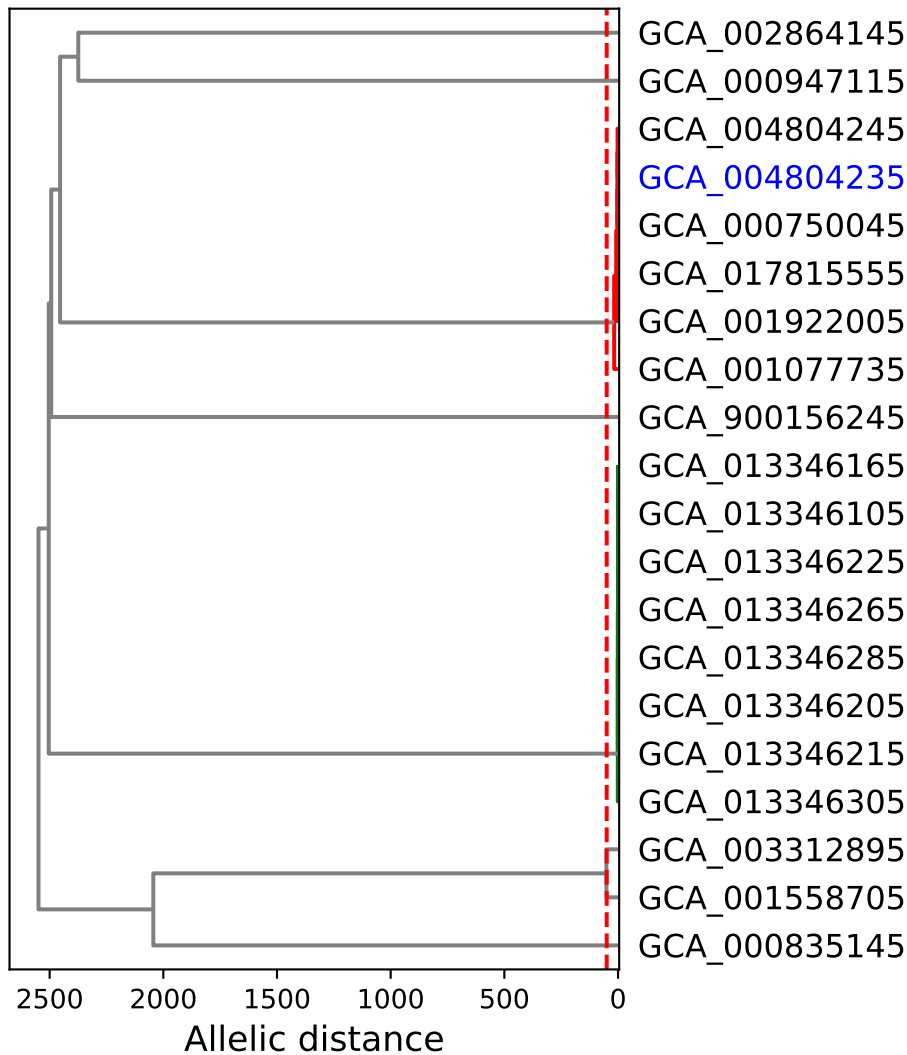 GCA_002864145
GCA_000947115
GCA_004804245
GCA_004804235
GCA_000750045
GCA_017815555
GCA_001922005
GCA_001077735
GCA_900156245
GCA_013346165
GCA_013346105
GCA_013346225
GCA_013346265
GCA_013346285
GCA_013346205
GCA_013346215
GCA_013346305
GCA_003312895
GCA_001558705
GCA_000835145
2500 2000 1500 1000 500 0
Allelic distance